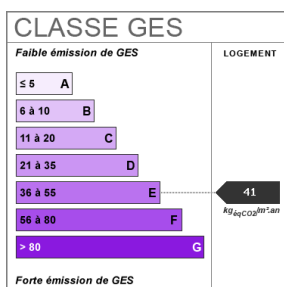 CLASSE GES
Faible émission de GES
LOGEMENT
≤ 5 A
6 à 10 B
11 à 20 C
21 à 35 D
36 à 55 E
41
kgéqCO2/m².an
56 à 80 F
> 80 G
Forte émission de GES